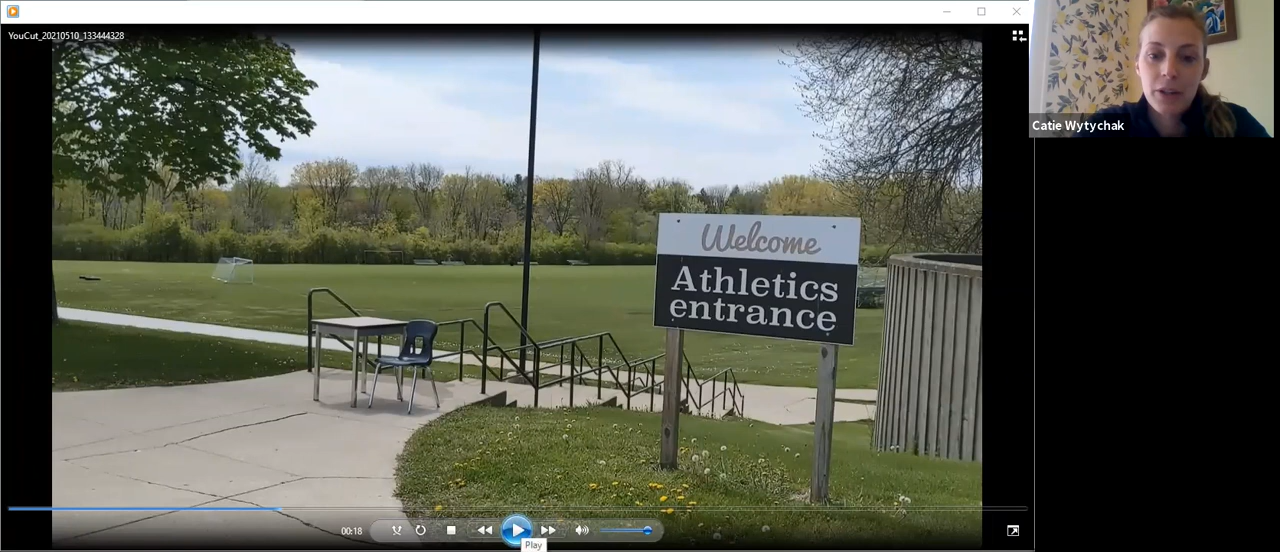 YouCut_20210510_133444328
Catie Wytychak
Welcome
Athletics
entrance
00:18
Play